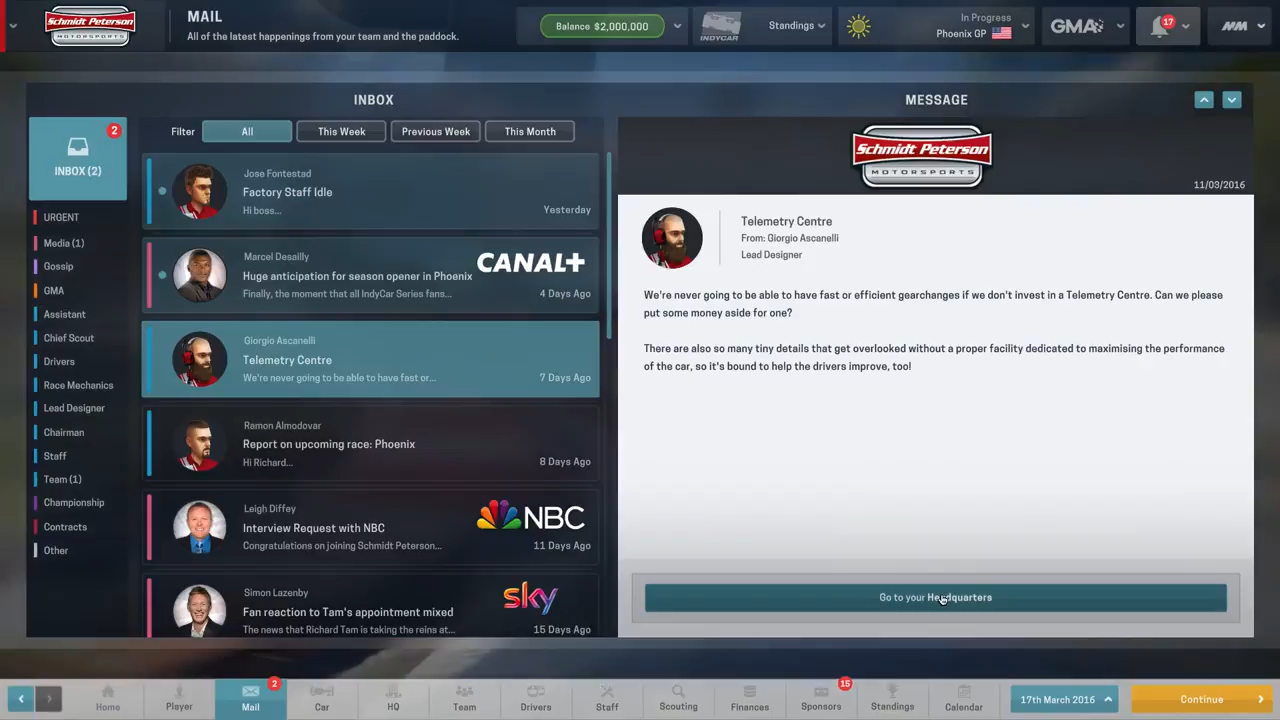 Schmidt Peterson
MOTORSPORTS
MAIL
All of the latest happenings from your team and the paddock.
Balance $2,000,000
INDYCAR
Standings
In Progress
Phoenix GP
GMA
17
INBOX
MESSAGE
2
INBOX (2)
URGENT
Media (1)
Gossip
GMA
Assistant
Chief Scout
Drivers
Race Mechanics
Lead Designer
Chairman
Staff
Team (1)
Championship
Contracts
Other
Filter
All
This Week
Previous Week
This Month
Jose Fontestad
Factory Staff Idle
Hi boss...
Yesterday
Marcel Desailly
Huge anticipation for season opener in Phoenix
Finally, the moment that all IndyCar Series fans...
CANAL+
4 Days Ago
Giorgio Ascanelli
Telemetry Centre
We're never going to be able to have fast or...
7 Days Ago
Ramon Almodovar
Report on upcoming race: Phoenix
Hi Richard...
8 Days Ago
Leigh Diffey
Interview Request with NBC
Congratulations on joining Schmidt Peterson...
NBC
11 Days Ago
Simon Lazenby
Fan reaction to Tam's appointment mixed
The news that Richard Tam is taking the reins at...
sky
15 Days Ago
Schmidt Peterson
MOTORSPORTS
11/03/2016
Telemetry Centre
From: Giorgio Ascanelli
Lead Designer
We're never going to be able to have fast or efficient gearchanges if we don't invest in a Telemetry Centre. Can we please
put some money aside for one?
There are also so many tiny details that get overlooked without a proper facility dedicated to maximising the performance
of the car, so it's bound to help the drivers improve, too!
Go to your Headquarters
Home
Player
2
Mail
Car
HQ
Team
Drivers
Staff
Scouting
Finances
15
Sponsors
Standings
Calendar
17th March 2016
Continue